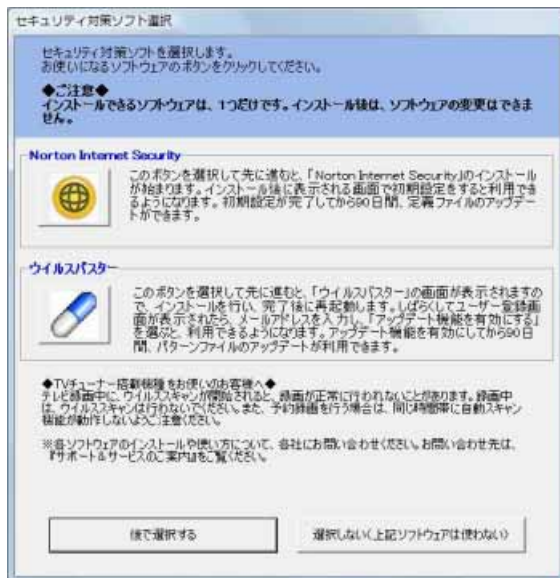 セキュリティ対策ソフト選択
セキュリティ対策ソフトを選択します。
お使いになるソフトウェアのボタンをクリックしてください。
◆ご注意◆
インストールできるソフトウェアは、1つだけです。インストール後は、ソフトウェアの変更はできま
せん。
Norton Internet Security
このボタンを選択して先に進むと、「Norton Internet Security」のインストール
が始まります。インストール後に表示される画面で初期設定をすると利用でき
るようになります。初期設定が完了してから90日間、定義ファイルのアップデー
トができます。
ウイルスバスター
このボタンを選択して先に進むと、「ウイルスバスター」の画面が表示されますの
で、インストールを行い、完了後に再起動します。しばらくしてユーザー登録画
面が表示されたら、メールアドレスを入力し、「アップデート機能を有効にする」
を選ぶと、利用できるようになります。アップデート機能を有効にしてから90日
間、パターンファイルのアップデートが利用できます。
◆TVチューナー搭載機種をお使いのお客様へ◆
テレビ録画中に、ウイルススキャンが開始されると、録画が正常に行われないことがあります。録画中
は、ウイルススキャンは行わないでください。また、予約録画を行う場合は、同じ時間帯に自動スキャン
機能が動作しないようご注意ください。
※各ソフトウェアのインストールや使い方について、各社にお問い合わせください。お問い合わせ先は、
『サポート&サービスのご案内』をご覧ください。
後で選択する
選択しない(上記ソフトウェアは使わない)